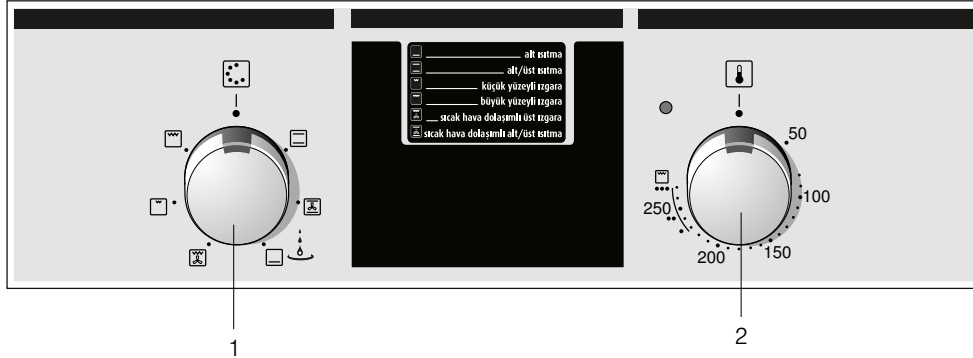 alt ısıtma
alt/üst ısıtma
küçük yüzeyli ızgara
büyük yüzeyli ızgara
sıcak hava dolaşımlı üst ızgara
sıcak hava dolaşımlı alt/üst ısıtma
50
100
150
200
250
1
2